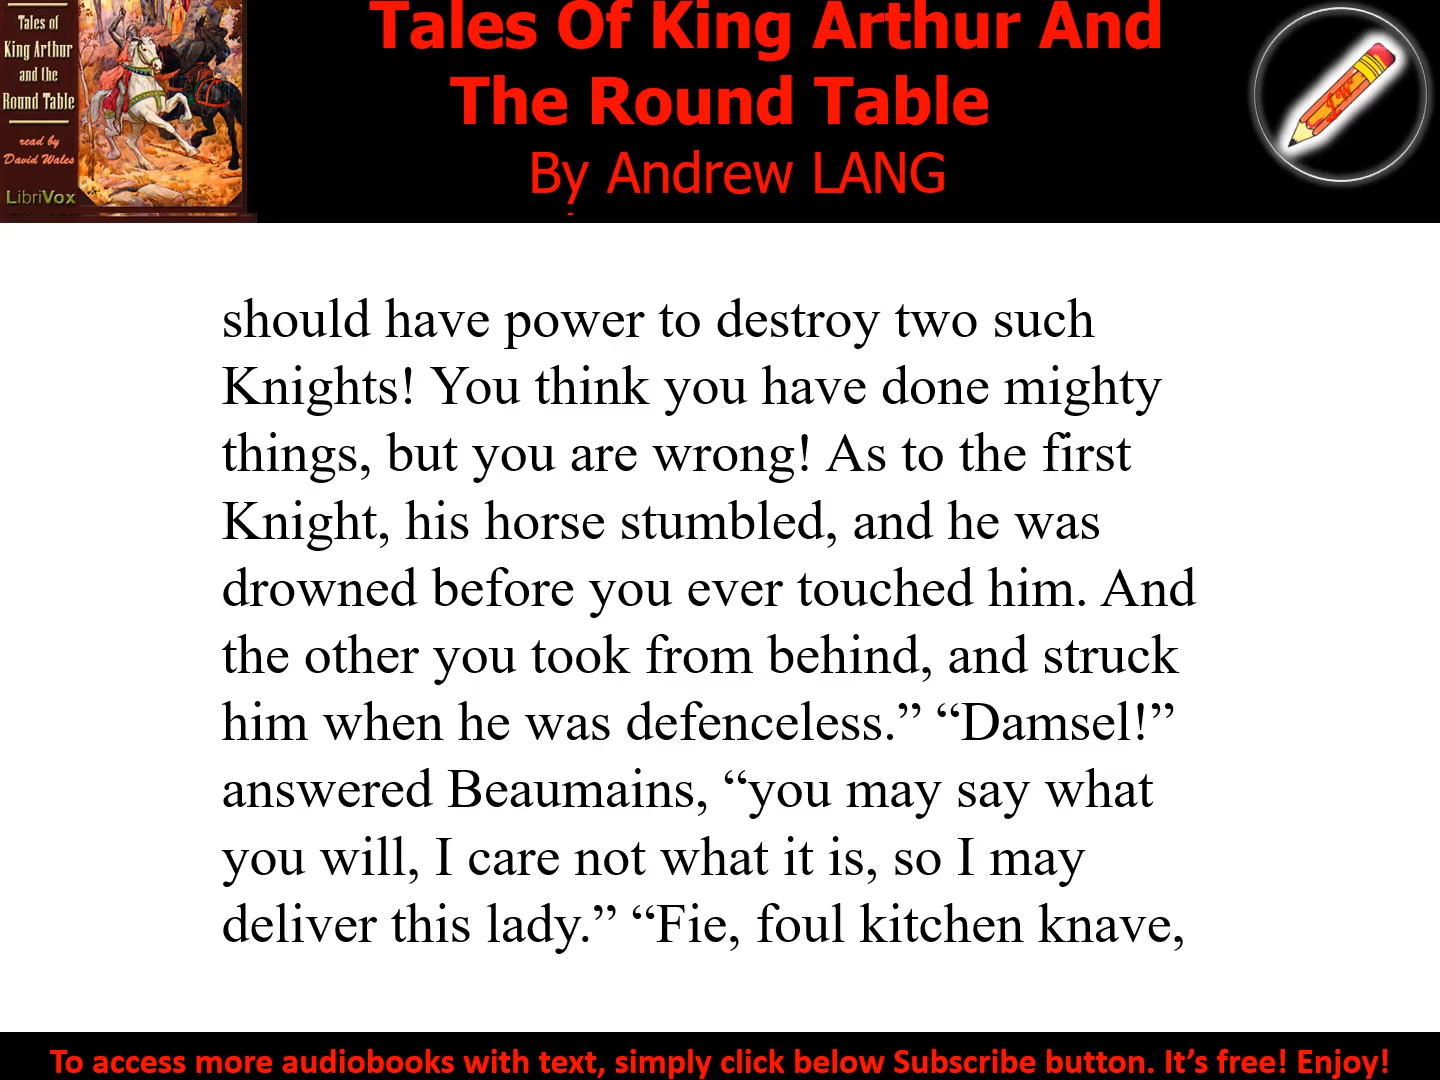 Tales of
King Arthur
and the
Round Table
read by
David Wales
LibriVox
Tales Of King Arthur And
The Round Table
By Andrew LANG
should have power to destroy two such
Knights! You think you have done mighty
things, but you are wrong! As to the first
Knight, his horse stumbled, and he was
drowned before you ever touched him. And
the other you took from behind, and struck
him when he was defenceless.” “Damsel!”
answered Beaumains, “you may say what
you will, I care not what it is, so I may
deliver this lady.” “Fie, foul kitchen knave,
To access more audiobooks with text, simply click below Subscribe button. It’s free! Enjoy!